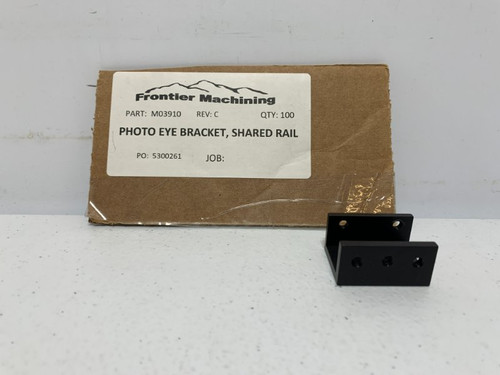 Frontier Machining
PART: M03910 REV: C QTY: 100
PHOTO EYE BRACKET, SHARED RAIL
PO: 5300261 JOB: